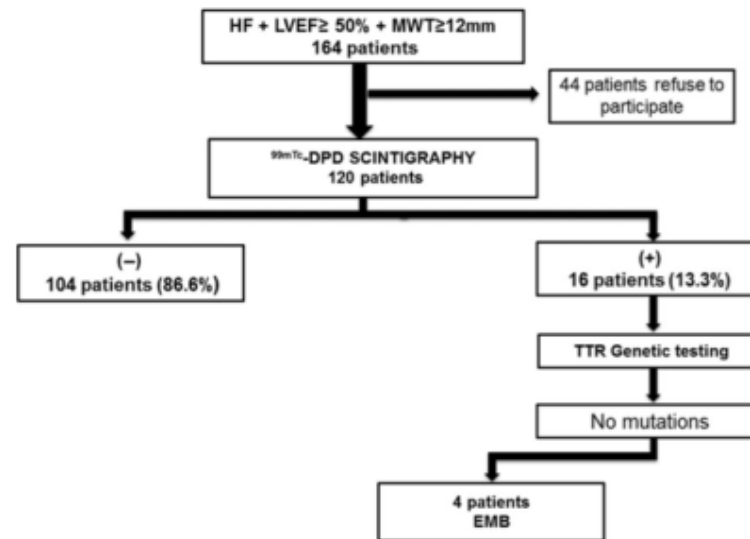 HF + LVEF≥ 50% + MWT≥12mm
164 patients
44 patients refuse to
participate
99mTc-DPD SCINTIGRAPHY
120 patients
(–)
104 patients (86.6%)
(+)
16 patients (13.3%)
TTR Genetic testing
No mutations
4 patients
EMB